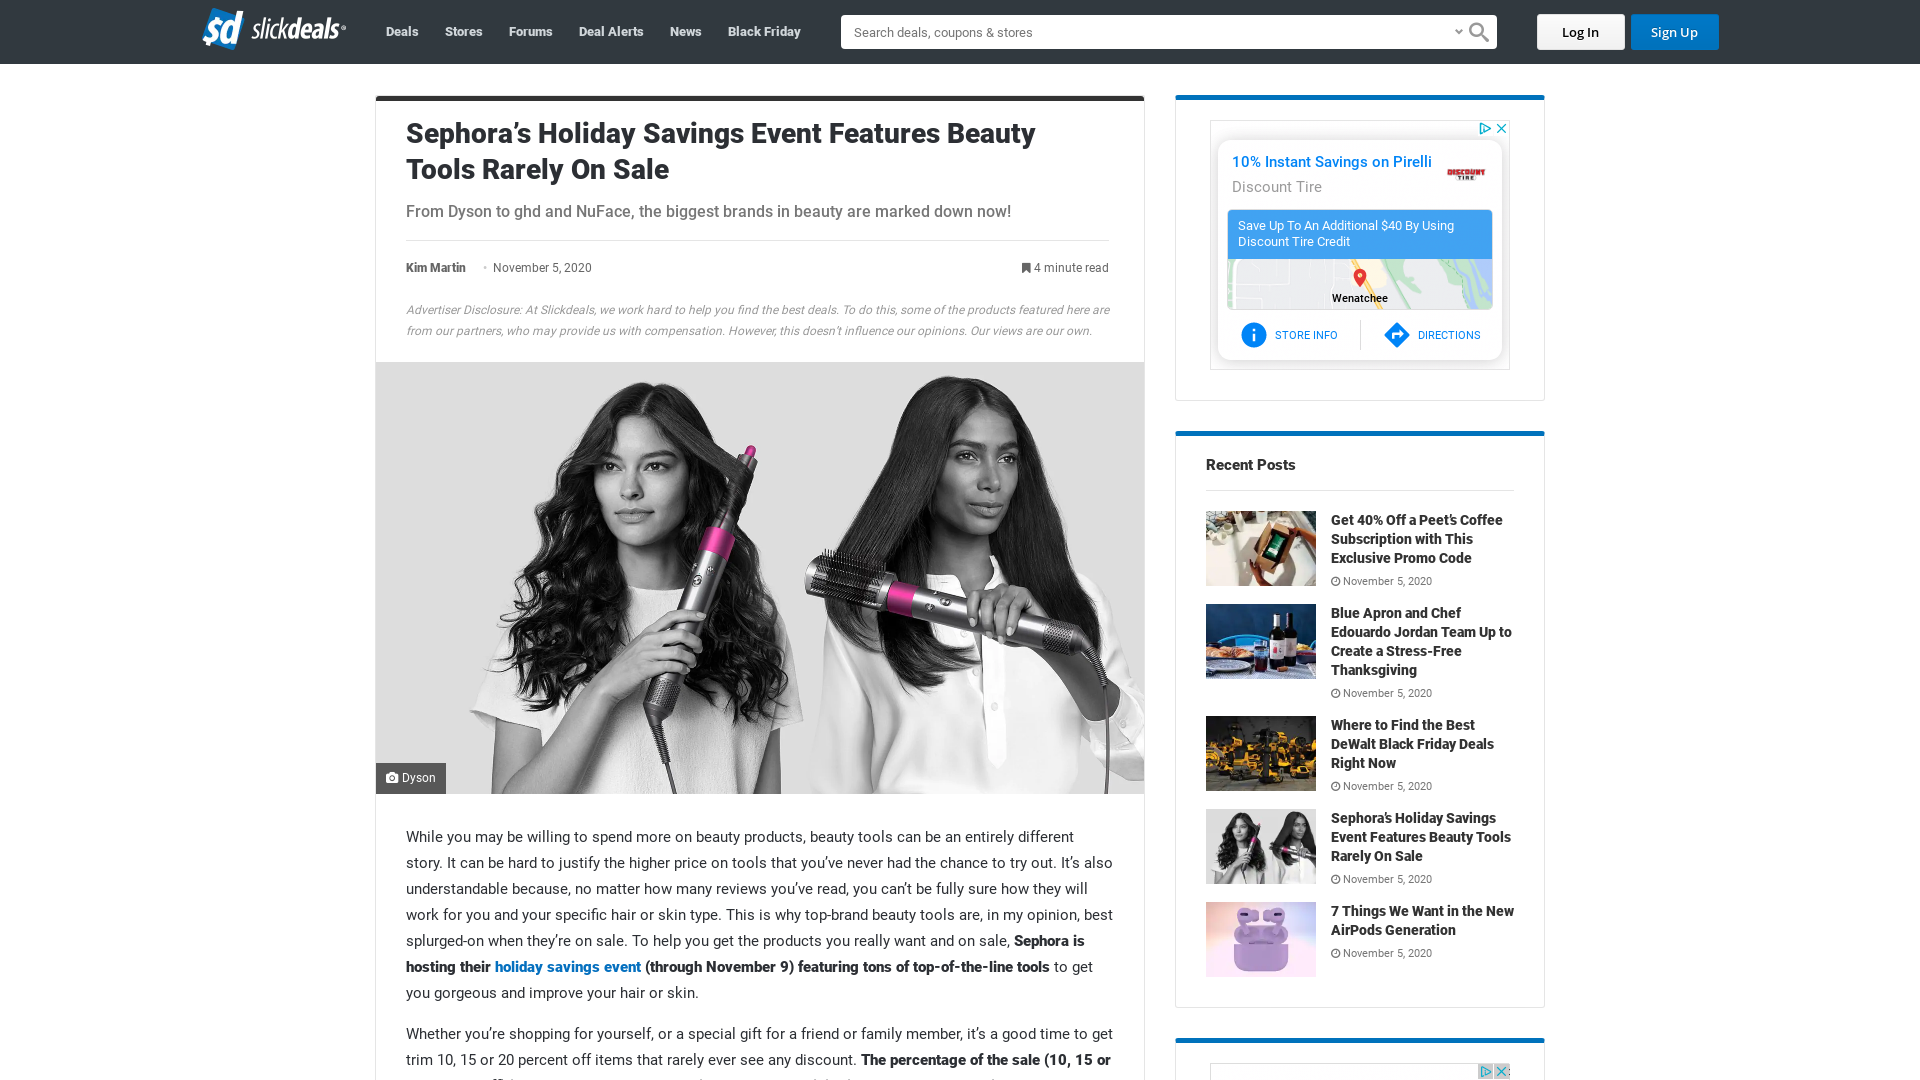 sd slickdeals
Deals
Stores
Forums
Deal Alerts
News
Black Friday
Search deals, coupons & stores
Log In
Sign Up
Sephora’s Holiday Savings Event Features Beauty
Tools Rarely On Sale
From Dyson to ghd and NuFace, the biggest brands in beauty are marked down now!
Kim Martin • November 5, 2020
4 minute read
Advertiser Disclosure: At Slickdeals, we work hard to help you find the best deals. To do this, some of the products featured here are
from our partners, who may provide us with compensation. However, this doesn’t influence our opinions. Our views are our own.
Dyson
While you may be willing to spend more on beauty products, beauty tools can be an entirely different
story. It can be hard to justify the higher price on tools that you’ve never had the chance to try out. It’s also
understandable because, no matter how many reviews you’ve read, you can’t be fully sure how they will
work for you and your specific hair or skin type. This is why top-brand beauty tools are, in my opinion, best
splurged-on when they’re on sale. To help you get the products you really want and on sale, Sephora is
hosting their holiday savings event (through November 9) featuring tons of top-of-the-line tools to get
you gorgeous and improve your hair or skin.
Whether you’re shopping for yourself, or a special gift for a friend or family member, it’s a good time to get
trim 10, 15 or 20 percent off items that rarely ever see any discount. The percentage of the sale (10, 15 or
10% Instant Savings on Pirelli
Discount Tire
DISCOUNT
TIRE
Save Up To An Additional $40 By Using
Discount Tire Credit
Wenatchee
STORE INFO
DIRECTIONS
Recent Posts
Get 40% Off a Peet’s Coffee
Subscription with This
Exclusive Promo Code
November 5, 2020
Blue Apron and Chef
Edouardo Jordan Team Up to
Create a Stress-Free
Thanksgiving
November 5, 2020
Where to Find the Best
DeWalt Black Friday Deals
Right Now
November 5, 2020
Sephora’s Holiday Savings
Event Features Beauty Tools
Rarely On Sale
November 5, 2020
7 Things We Want in the New
AirPods Generation
November 5, 2020